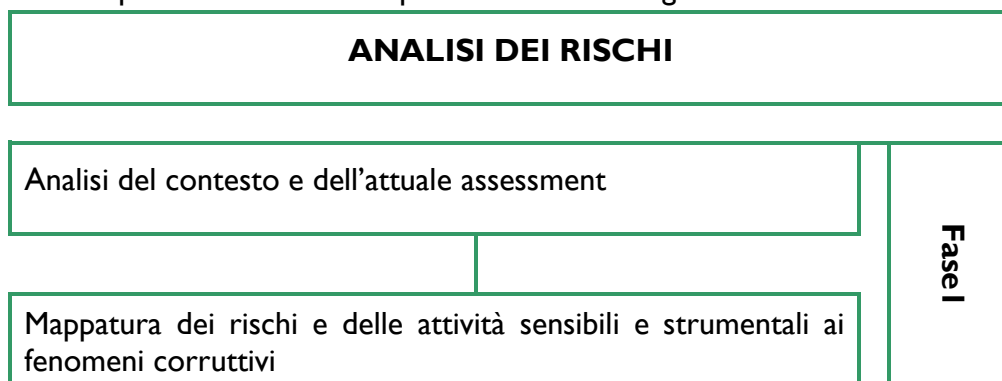 ANALISI DEI RISCHI
Analisi del contesto e dell'attuale assessment
Fase1
Mappatura dei rischi e delle attività sensibili e strumentali ai
fenomeni corruttivi